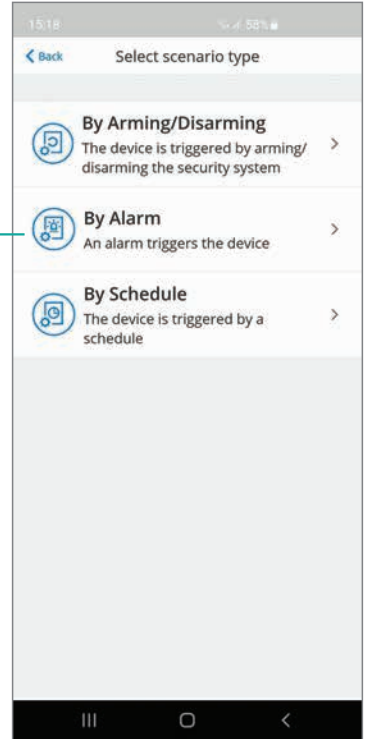 15:18 58%
Back Select scenario type
By Arming/Disarming
The device is triggered by arming/
disarming the security system
By Alarm
An alarm triggers the device
By Schedule
The device is triggered by a
schedule